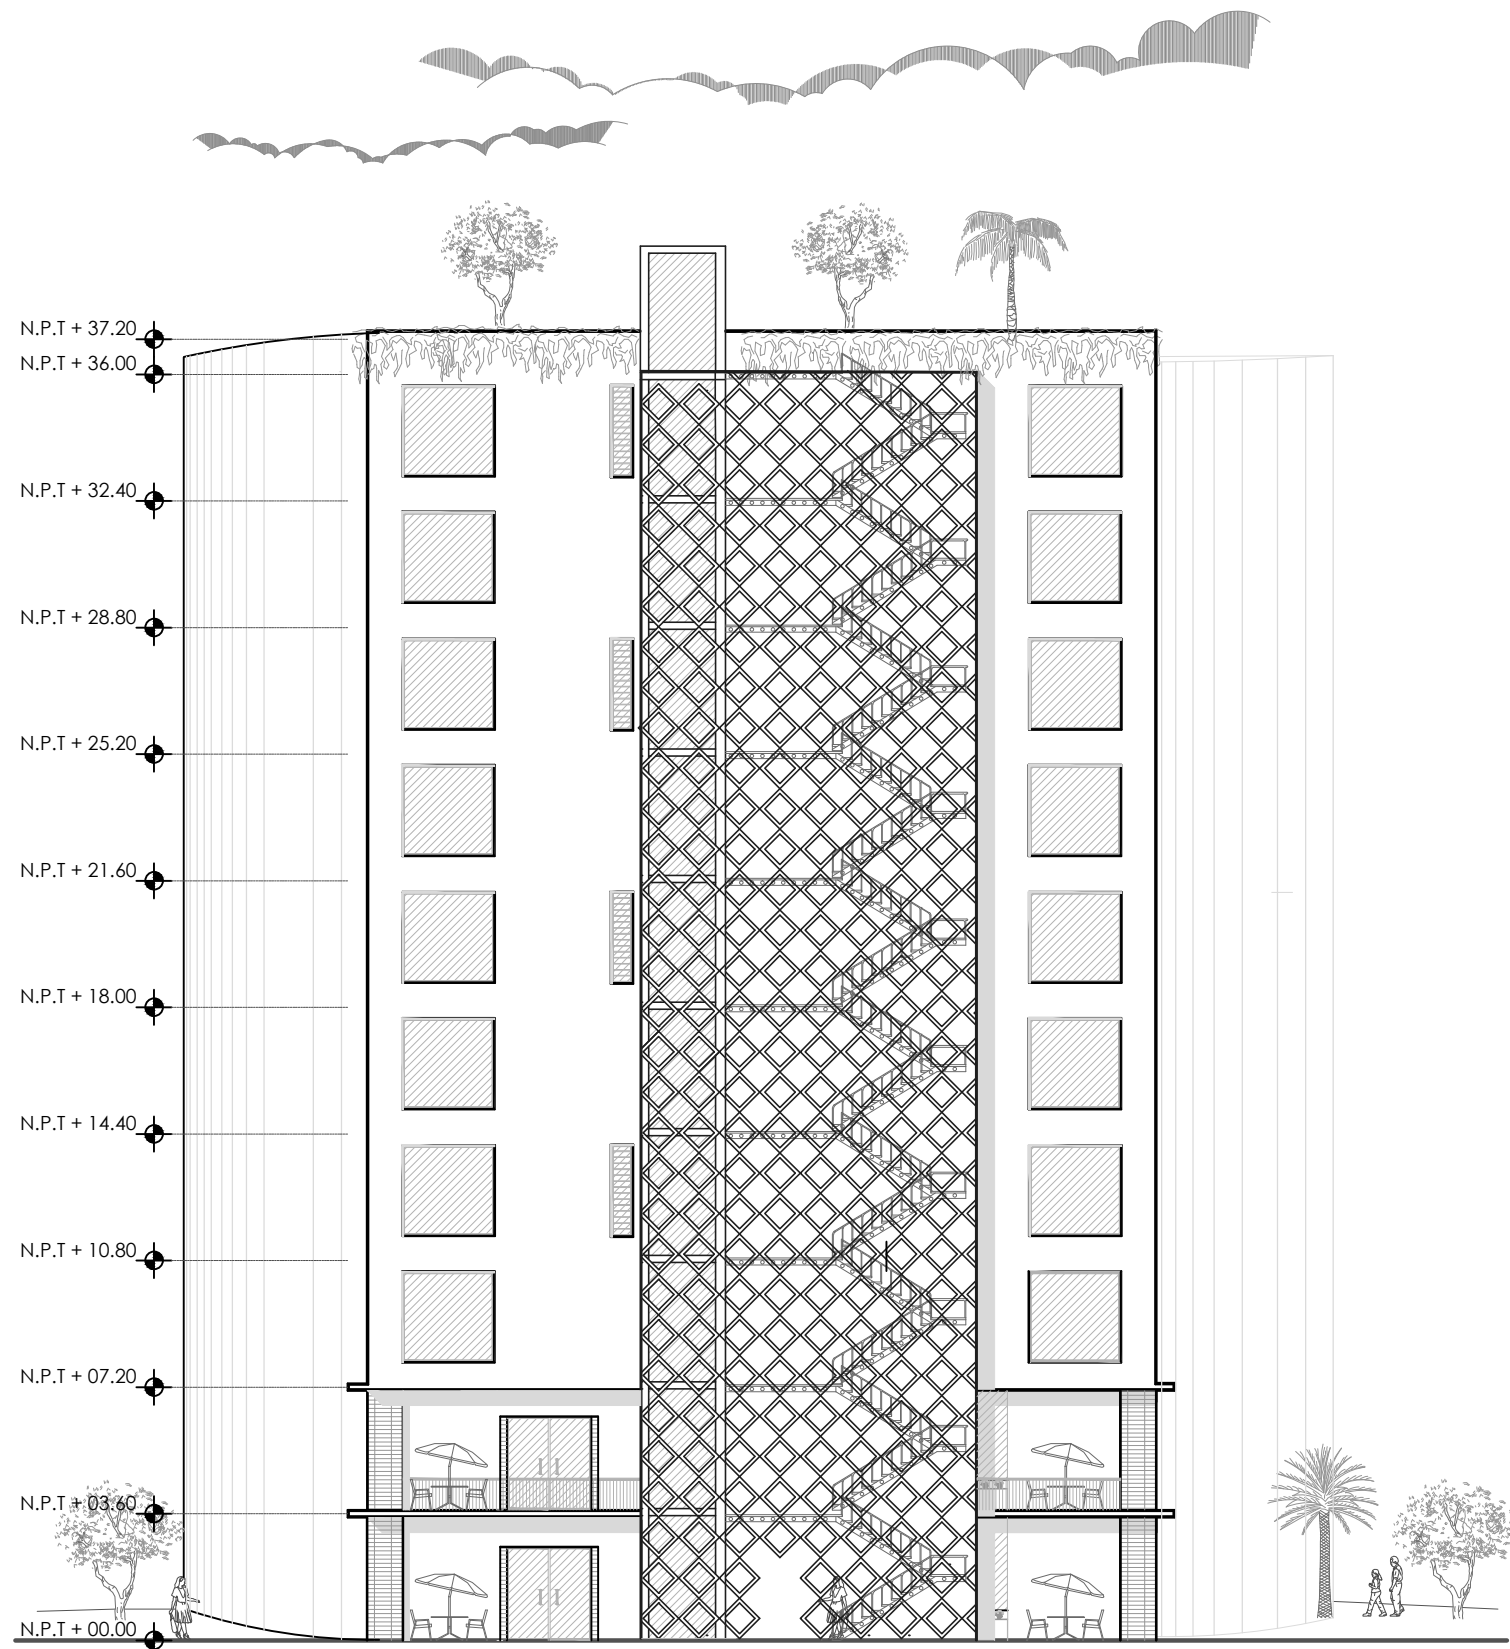 N.P.T + 37.20
N.P.T + 36.00
N.P.T + 32.40
N.P.T + 28.80
N.P.T + 25.20
N.P.T + 21.60
N.P.T + 18.00
N.P.T + 14.40
N.P.T + 10.80
N.P.T + 07.20
N.P.T + 03.60
N.P.T + 00.00